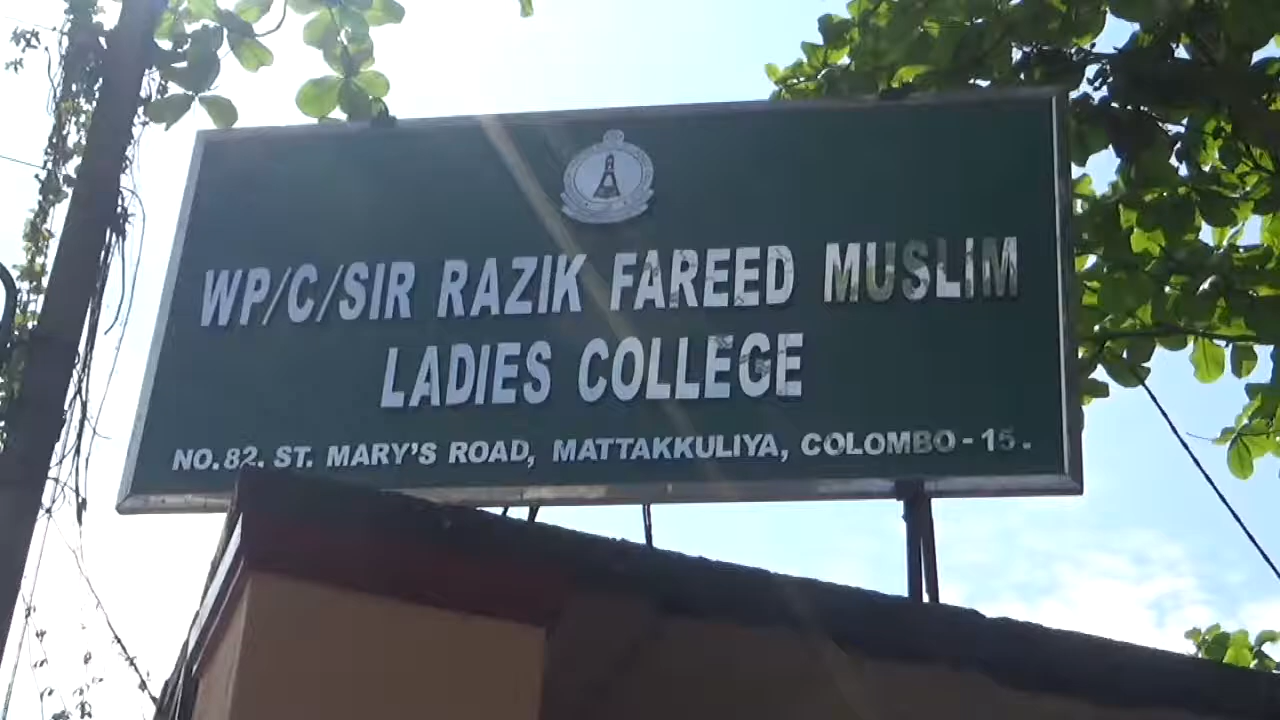 WP/C/SIR RAZIK FAREED MUSLIM
LADIES COLLEGE
NO. 82, ST. MARY'S ROAD, MATTAKKULIYA, COLOMBO - 15.